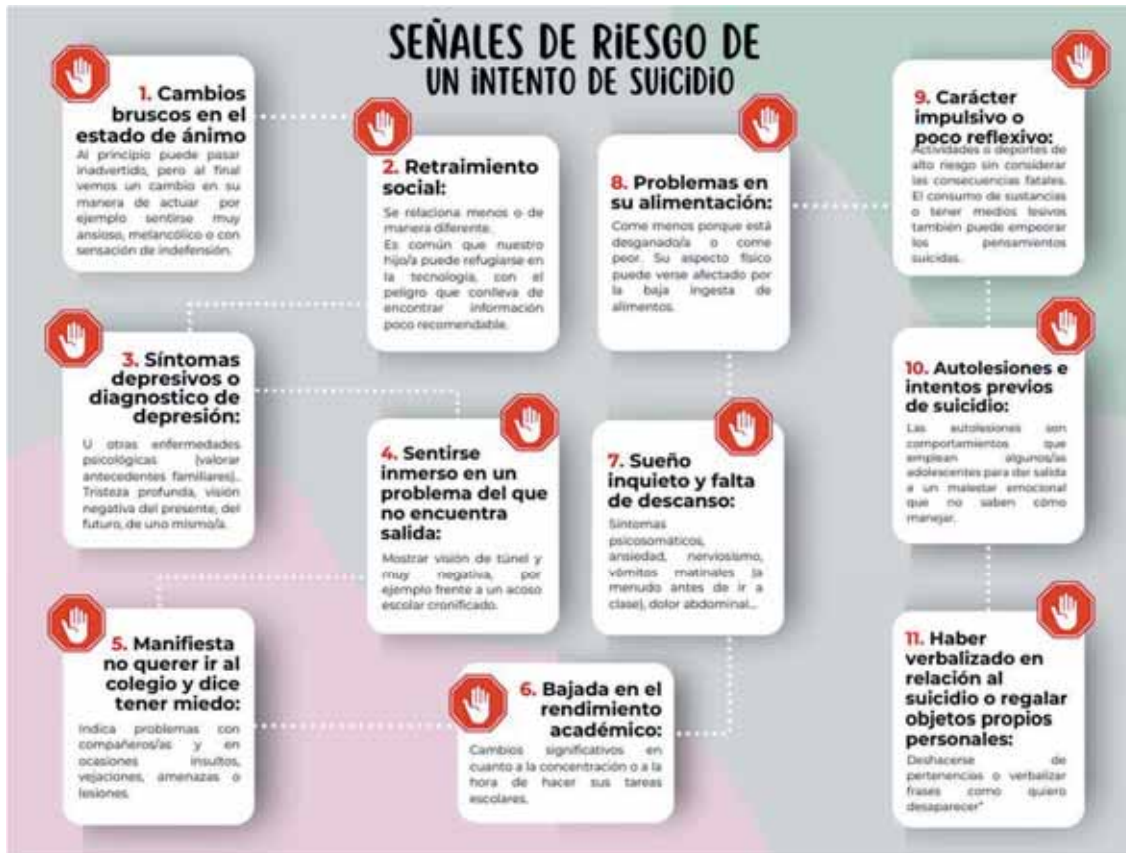 SEÑALES DE RIESGO DE
UN INTENTO DE SUICIDIO
1. Cambios
bruscos en el
estado de ánimo
Al principio puede pasar
inadvertido, pero al final
vemos un cambio en su
manera de actuar por
ejemplo sentirse muy
ansioso, melancólico o con
sensación de indefensión.
2. Retraimiento
social:
Se relaciona menos o de
manera diferente.
Es común que nuestro
hijo/a puede refugiarse en
la tecnología, con el
peligro que conlleva de
encontrar información
poco recomendable.
3. Síntomas
depresivos o
diagnostico de
depresión:
U otras enfermedades
psicológicas (valorar
antecedentes familiares)...
Tristeza profunda, visión
negativa del presente, del
futuro, de uno mismo/a.
4. Sentirse
inmerso en un
problema del que
no encuentra
salida:
Mostrar visión de túnel y
muy negativa, por
ejemplo frente a un acoso
escolar cronificado.
5. Manifiesta
no querer ir al
colegio y dice
tener miedo:
Indica problemas con
compañeros/as y en
ocasiones insultos,
vejaciones, amenazas o
lesiones.
6. Bajada en el
rendimiento
académico:
Cambios significativos en
cuanto a la concentración o a la
hora de hacer sus tareas
escolares.
7. Sueño
inquieto y falta
de descanso:
Síntomas
psicosomáticos,
ansiedad, nerviosismo,
vómitos matinales (a
menudo antes de ir a
clase), dolor abdominal...
8. Problemas en
su alimentación:
Come menos porque está
desganado/a o come
peor. Su aspecto físico
puede verse afectado por
la baja ingesta de
alimentos.
9. Carácter
impulsivo o
poco reflexivo:
Actividades o deportes de
alto riesgo sin considerar
las consecuencias fatales.
El consumo de sustancias
o tener medios lesivos
también puede empeorar
los pensamientos
suicidas.
10. Autolesiones e
intentos previos
de suicidio:
Las autolesiones son
comportamientos que
emplean algunos/as
adolescentes para dar salida
a un malestar emocional
que no saben cómo
manejar.
11. Haber
verbalizado en
relación al
suicidio o regalar
objetos propios
personales:
Deshacerse de
pertenencias o verbalizar
frases como quiero
desaparecer"